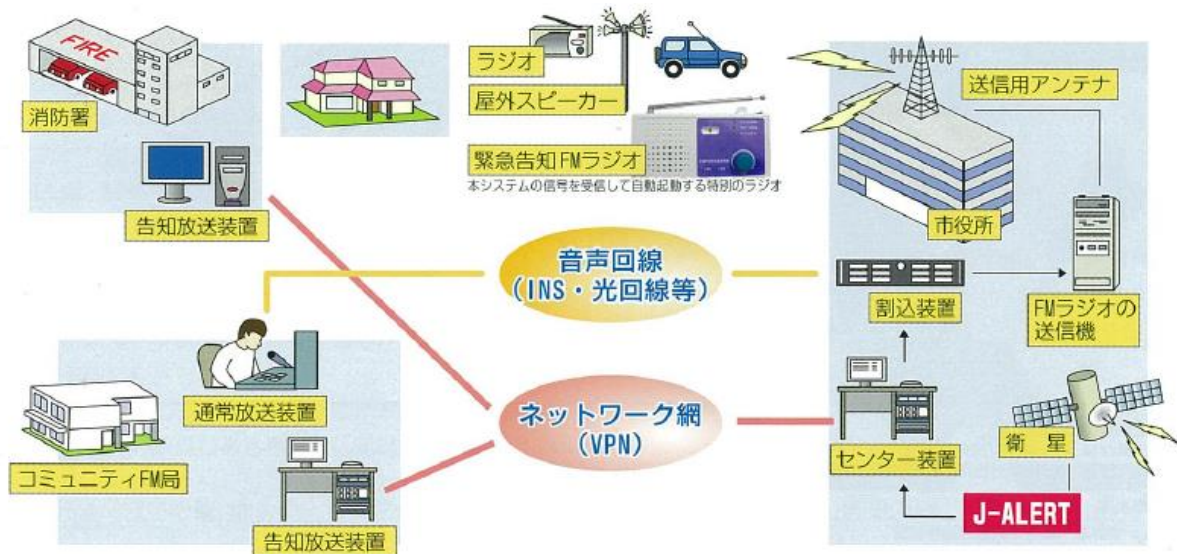 FIRE
消防署
告知放送装置
ラジオ
屋外スピーカー
緊急告知FMラジオ
本システムの信号を受信して自動起動する特別のラジオ
送信用アンテナ
市役所
音声回線
(INS・光回線等)
割込装置
FMラジオの
送信機
通常放送装置
コミュニティFM局
告知放送装置
ネットワーク網
(VPN)
センター装置
衛 星
J-ALERT